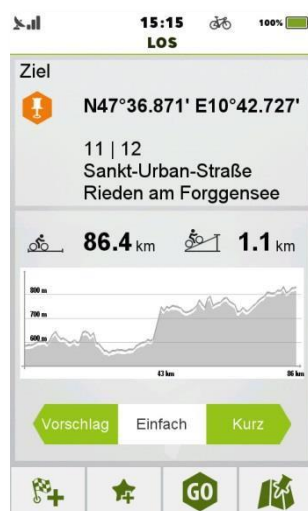 15:15
100%
LOS
Ziel
N47°36.871' E10°42.727'
11 | 12
Sankt-Urban-Straße
Rieden am Forggensee
86.4 km
1.1 km
800 m
700 m
600 m
43 km
86 km
Vorschlag
Einfach
Kurz
GO